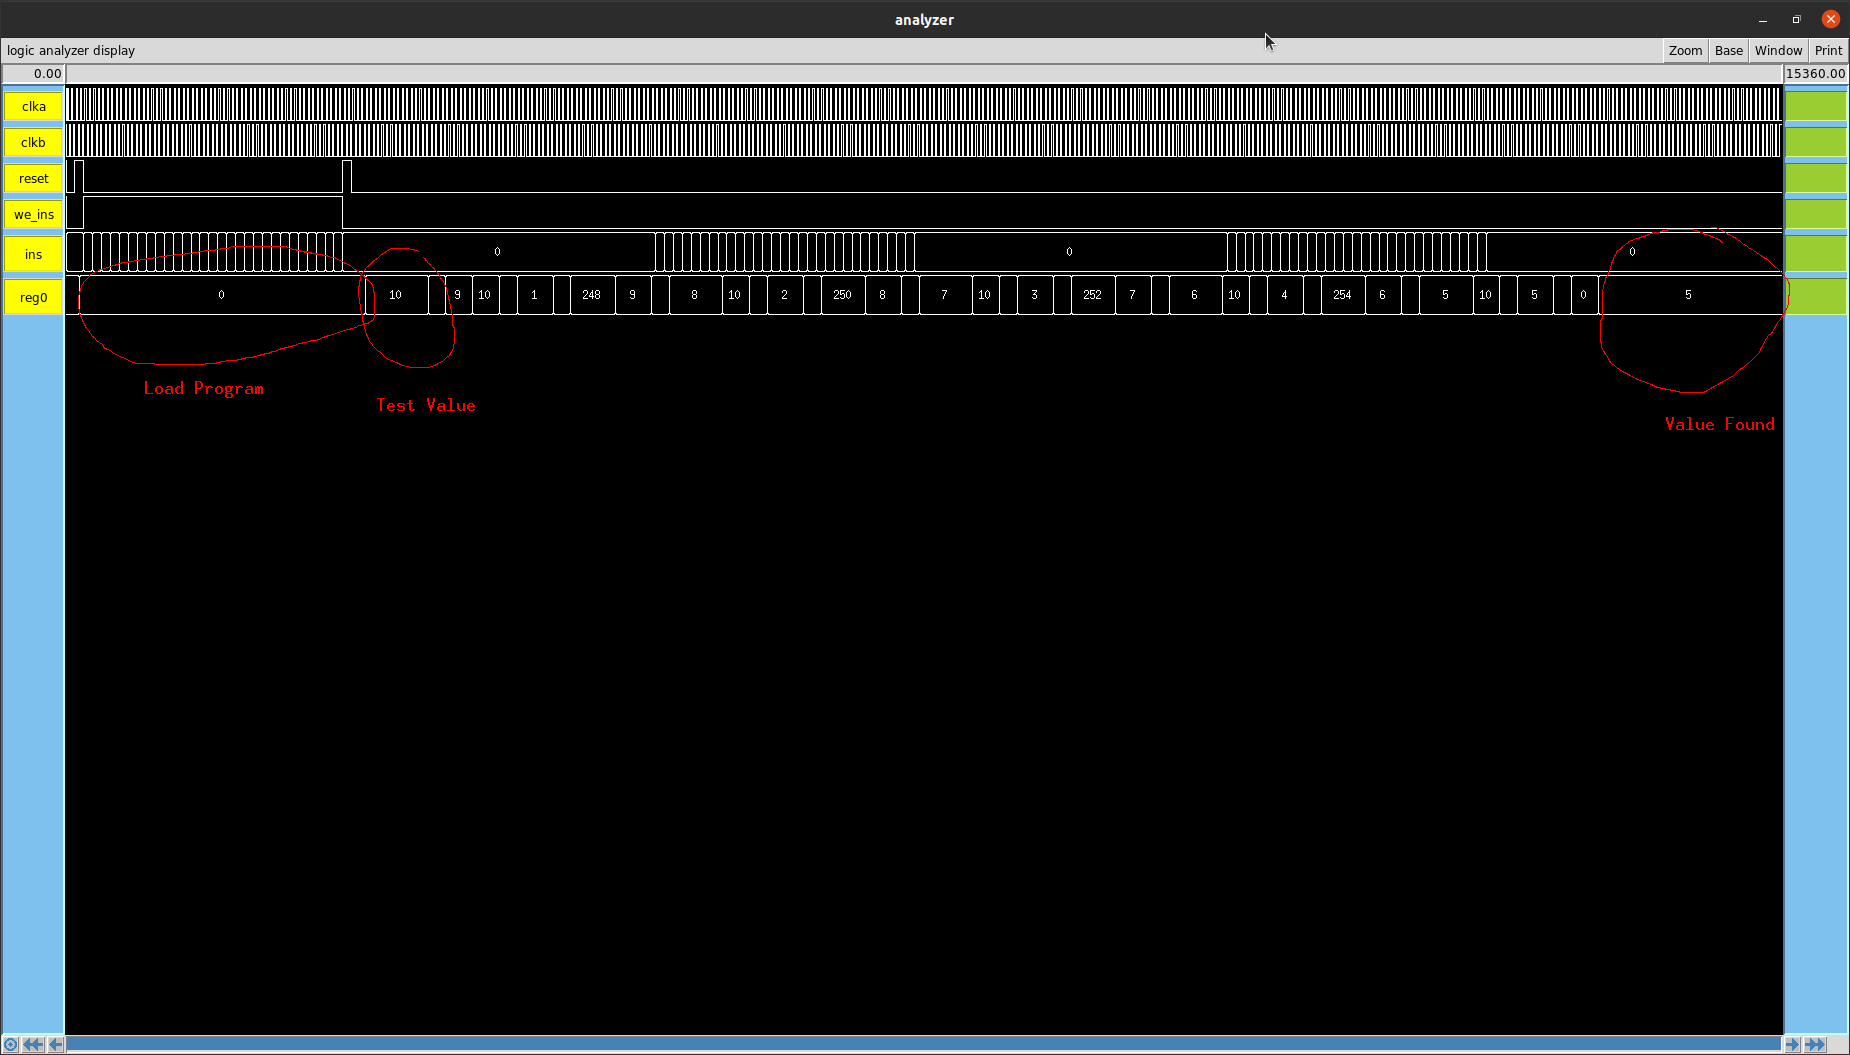 analyzer
logic analyzer display Zoom Base Window Print
0.00 15360.00
clka
clkb
reset
we_ins
ins 0 0 0
reg0 0 10 9 10 1 248 9 8 10 2 250 8 7 10 3 252 7 6 10 4 254 6 5 10 5 0 5
Load Program
Test Value
Value Found